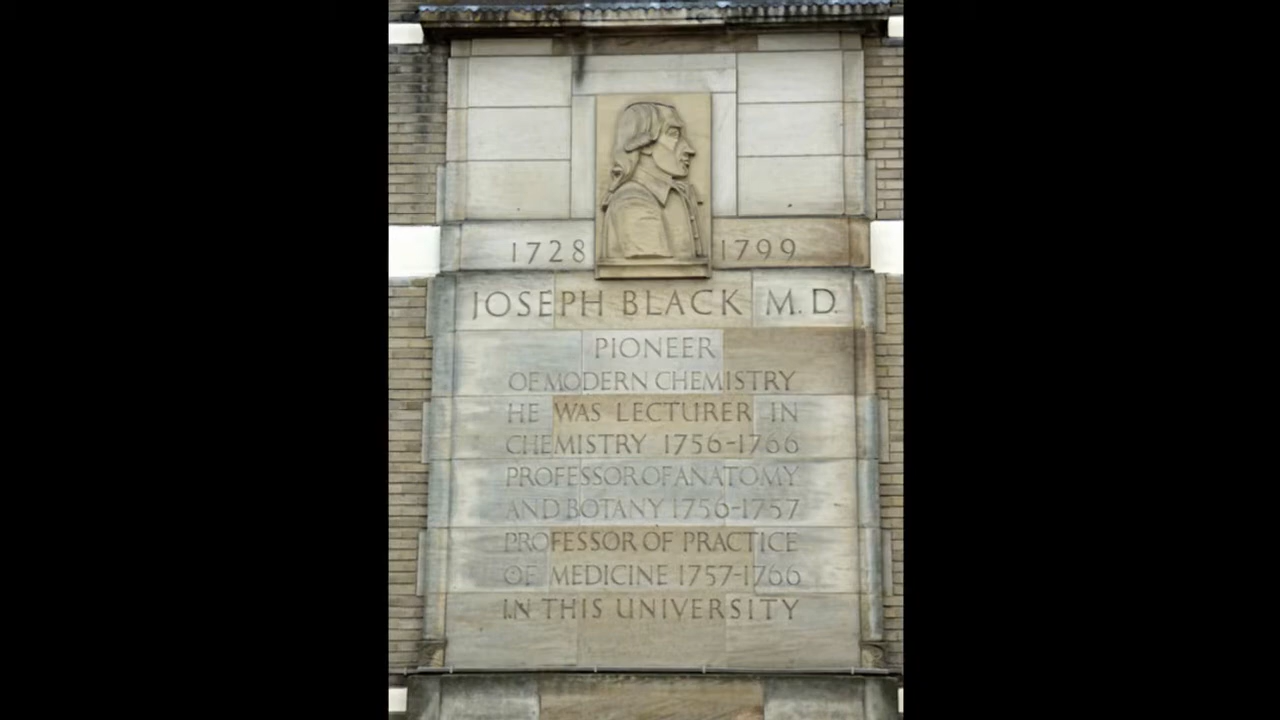 1728 1799
JOSEPH BLACK M.D.
PIONEER
OF MODERN CHEMISTRY
HE WAS LECTURER IN
CHEMISTRY 1756-1766
PROFESSOR OF ANATOMY
AND BOTANY 1756-1757
PROFESSOR OF PRACTICE
OF MEDICINE 1757-1766
IN THIS UNIVERSITY